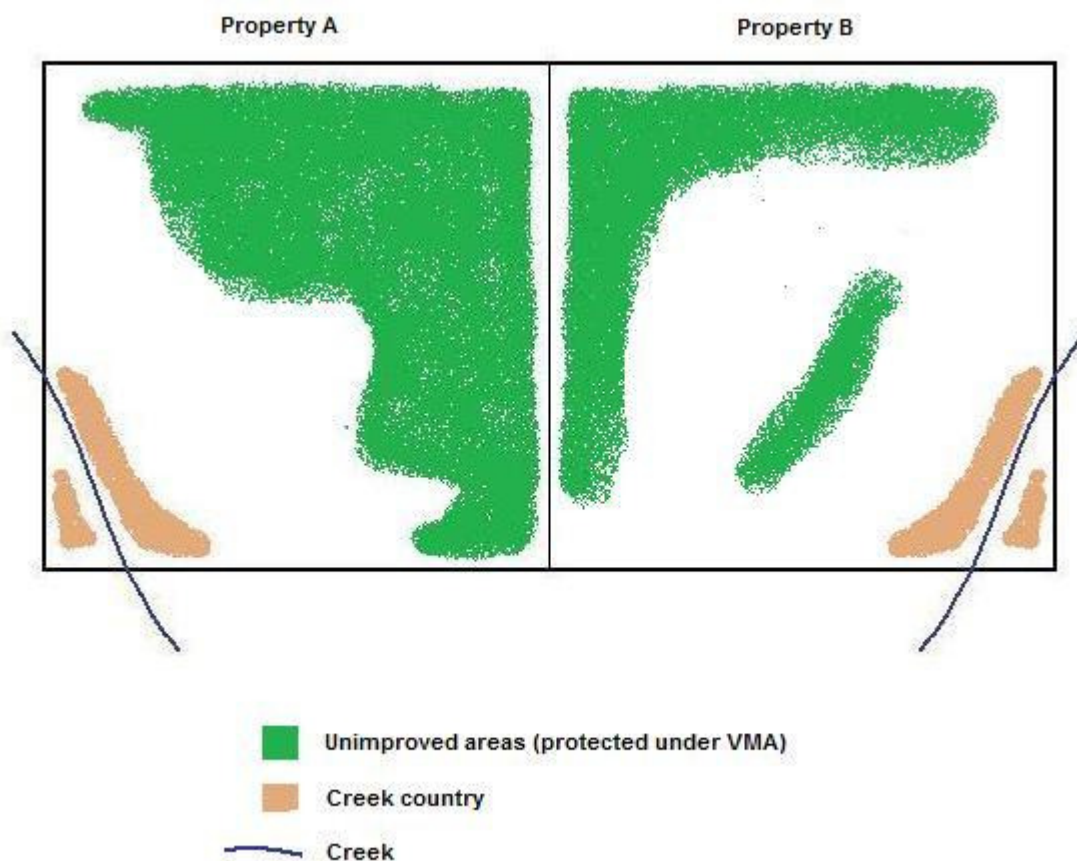 Property A
Property B
Unimproved areas (protected under VMA)
Creek country
Creek